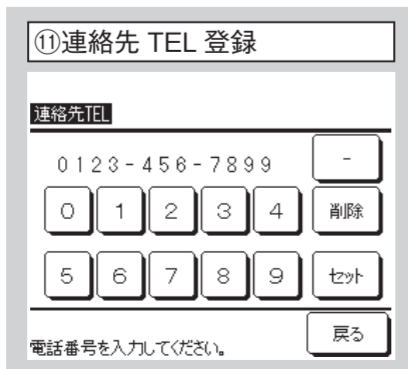 ⑪連絡先 TEL 登録
連絡先TEL
0123-456-7899
-
0 1 2 3 4 削除
5 6 7 8 9 セット
電話番号を入力してください。
戻る